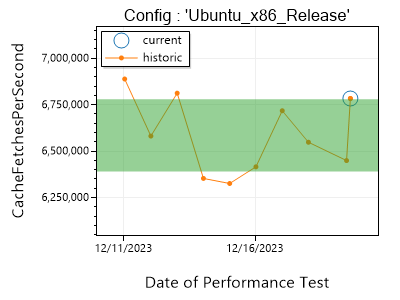 Config : 'Ubuntu_x86_Release'
current
historic
CacheFetchesPerSecond
7,000,000
6,750,000
6,500,000
6,250,000
12/11/2023
12/16/2023
Date of Performance Test